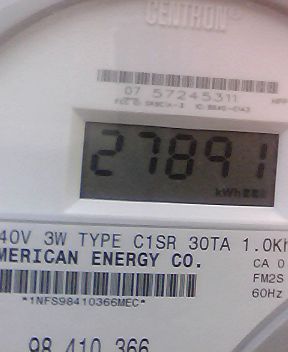 CENTRON®
07 57245311
27891
kWh
40V 3W TYPE C1SR 30TA 1.0Kh
MERICAN ENERGY CO.
CA 0
FM2S
60Hz
*1NFS98410366MEC*
98 410 366